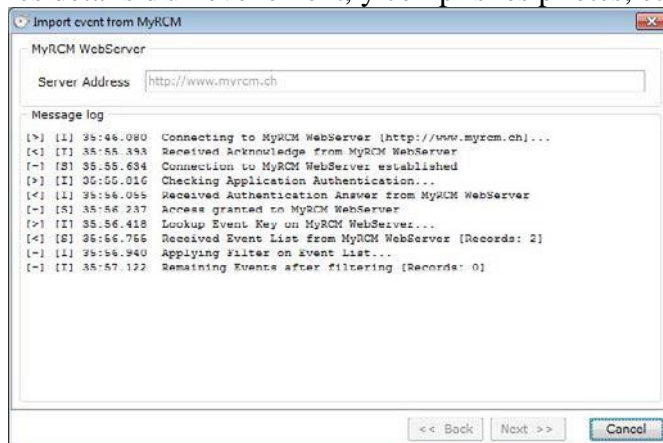 Import event from MyRCM
MyRCM WebServer
Server Address http://www.myrcm.ch
Message log
[>] [I] 35:46.080 Connecting to MyRCM WebServer [http://www.myrcm.ch]...
[<] [I] 35:55.393 Received Acknowledge from MyRCM WebServer
[-] [S] 35:55.634 Connection to MyRCM WebServer established
[>] [I] 35:55.816 Checking Application Authentication...
[<] [I] 35:56.055 Received Authentication Answer from MyRCM WebServer
[-] [S] 35:56.237 Access granted to MyRCM WebServer
[>] [I] 35:56.418 Lookup Event Key on MyRCM WebServer...
[<] [S] 35:56.766 Received Event List from MyRCM WebServer [Records: 2]
[-] [I] 35:56.940 Applying Filter on Event List...
[-] [I] 35:57.122 Remaining Events after filtering [Records: 0]
<< Back Next >> Cancel